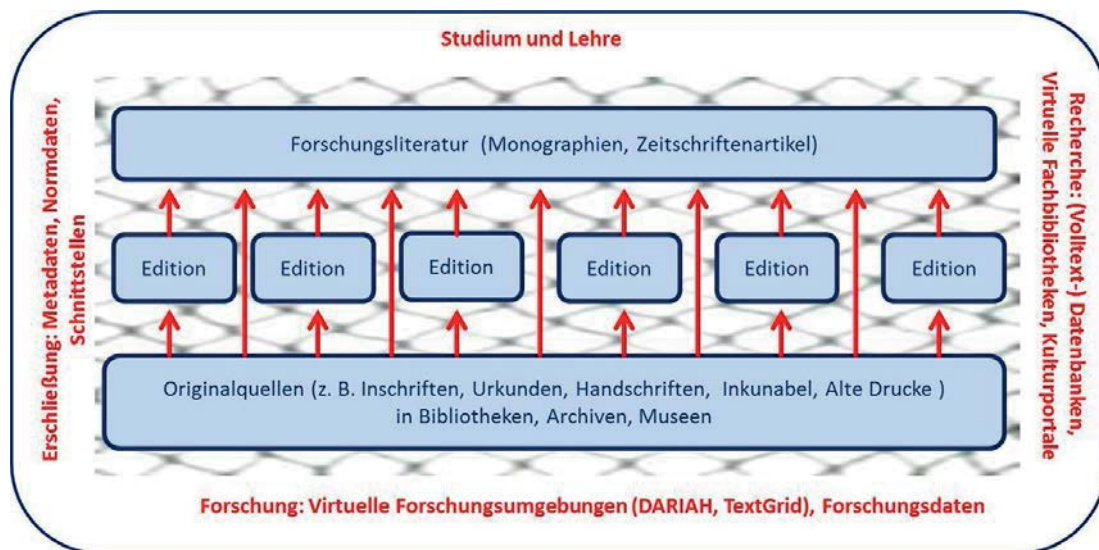 Studium und Lehre
Erschließung: Metadaten, Normdaten,
Schnittstellen
Forschungsliteratur (Monographien, Zeitschriftenartikel)
Edition
Edition
Edition
Edition
Edition
Edition
Originalquellen (z. B. Inschriften, Urkunden, Handschriften, Inkunabel, Alte Drucke )
in Bibliotheken, Archiven, Museen
Recherche: (Volltext-) Datenbanken,
Virtuelle Fachbibliotheken, Kulturportale
Forschung: Virtuelle Forschungsumgebungen (DARIAH, TextGrid), Forschungsdaten